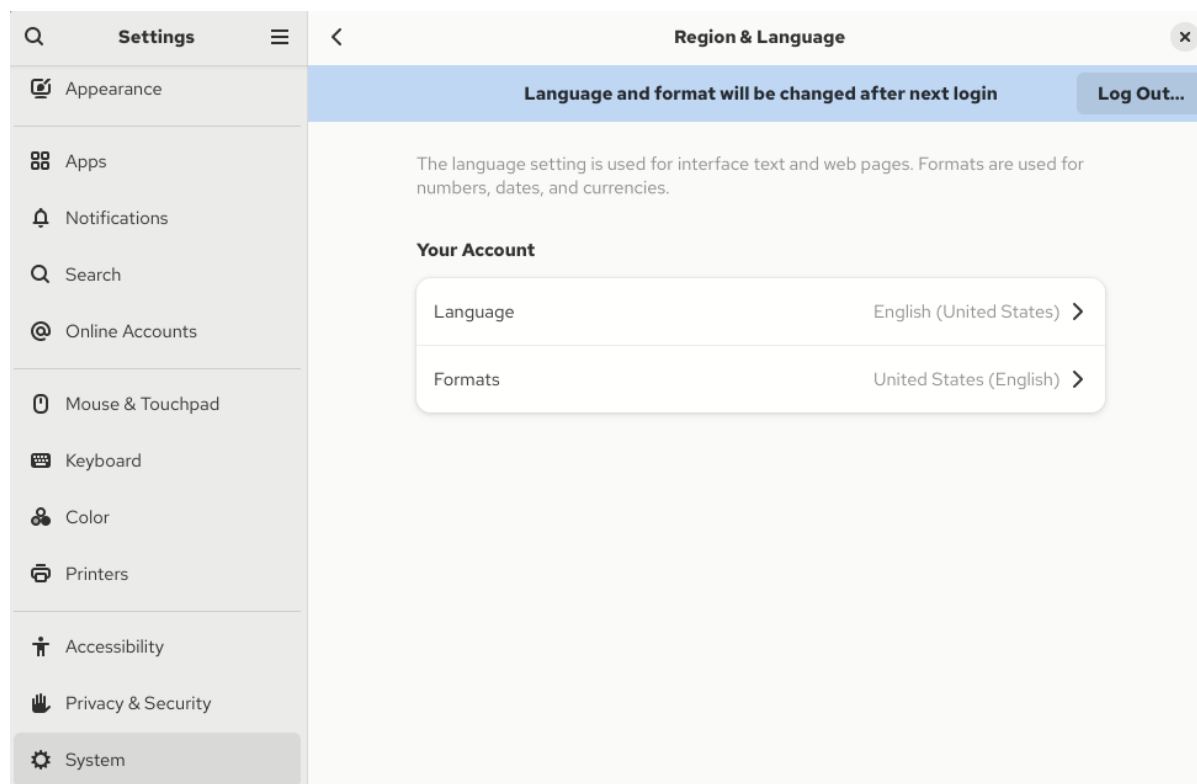 Settings
Appearance
Apps
Notifications
Search
Online Accounts
Mouse & Touchpad
Keyboard
Color
Printers
Accessibility
Privacy & Security
System
Region & Language
Language and format will be changed after next login
Log Out...
The language setting is used for interface text and web pages. Formats are used for
numbers, dates, and currencies.
Your Account
Language English (United States)
Formats United States (English)